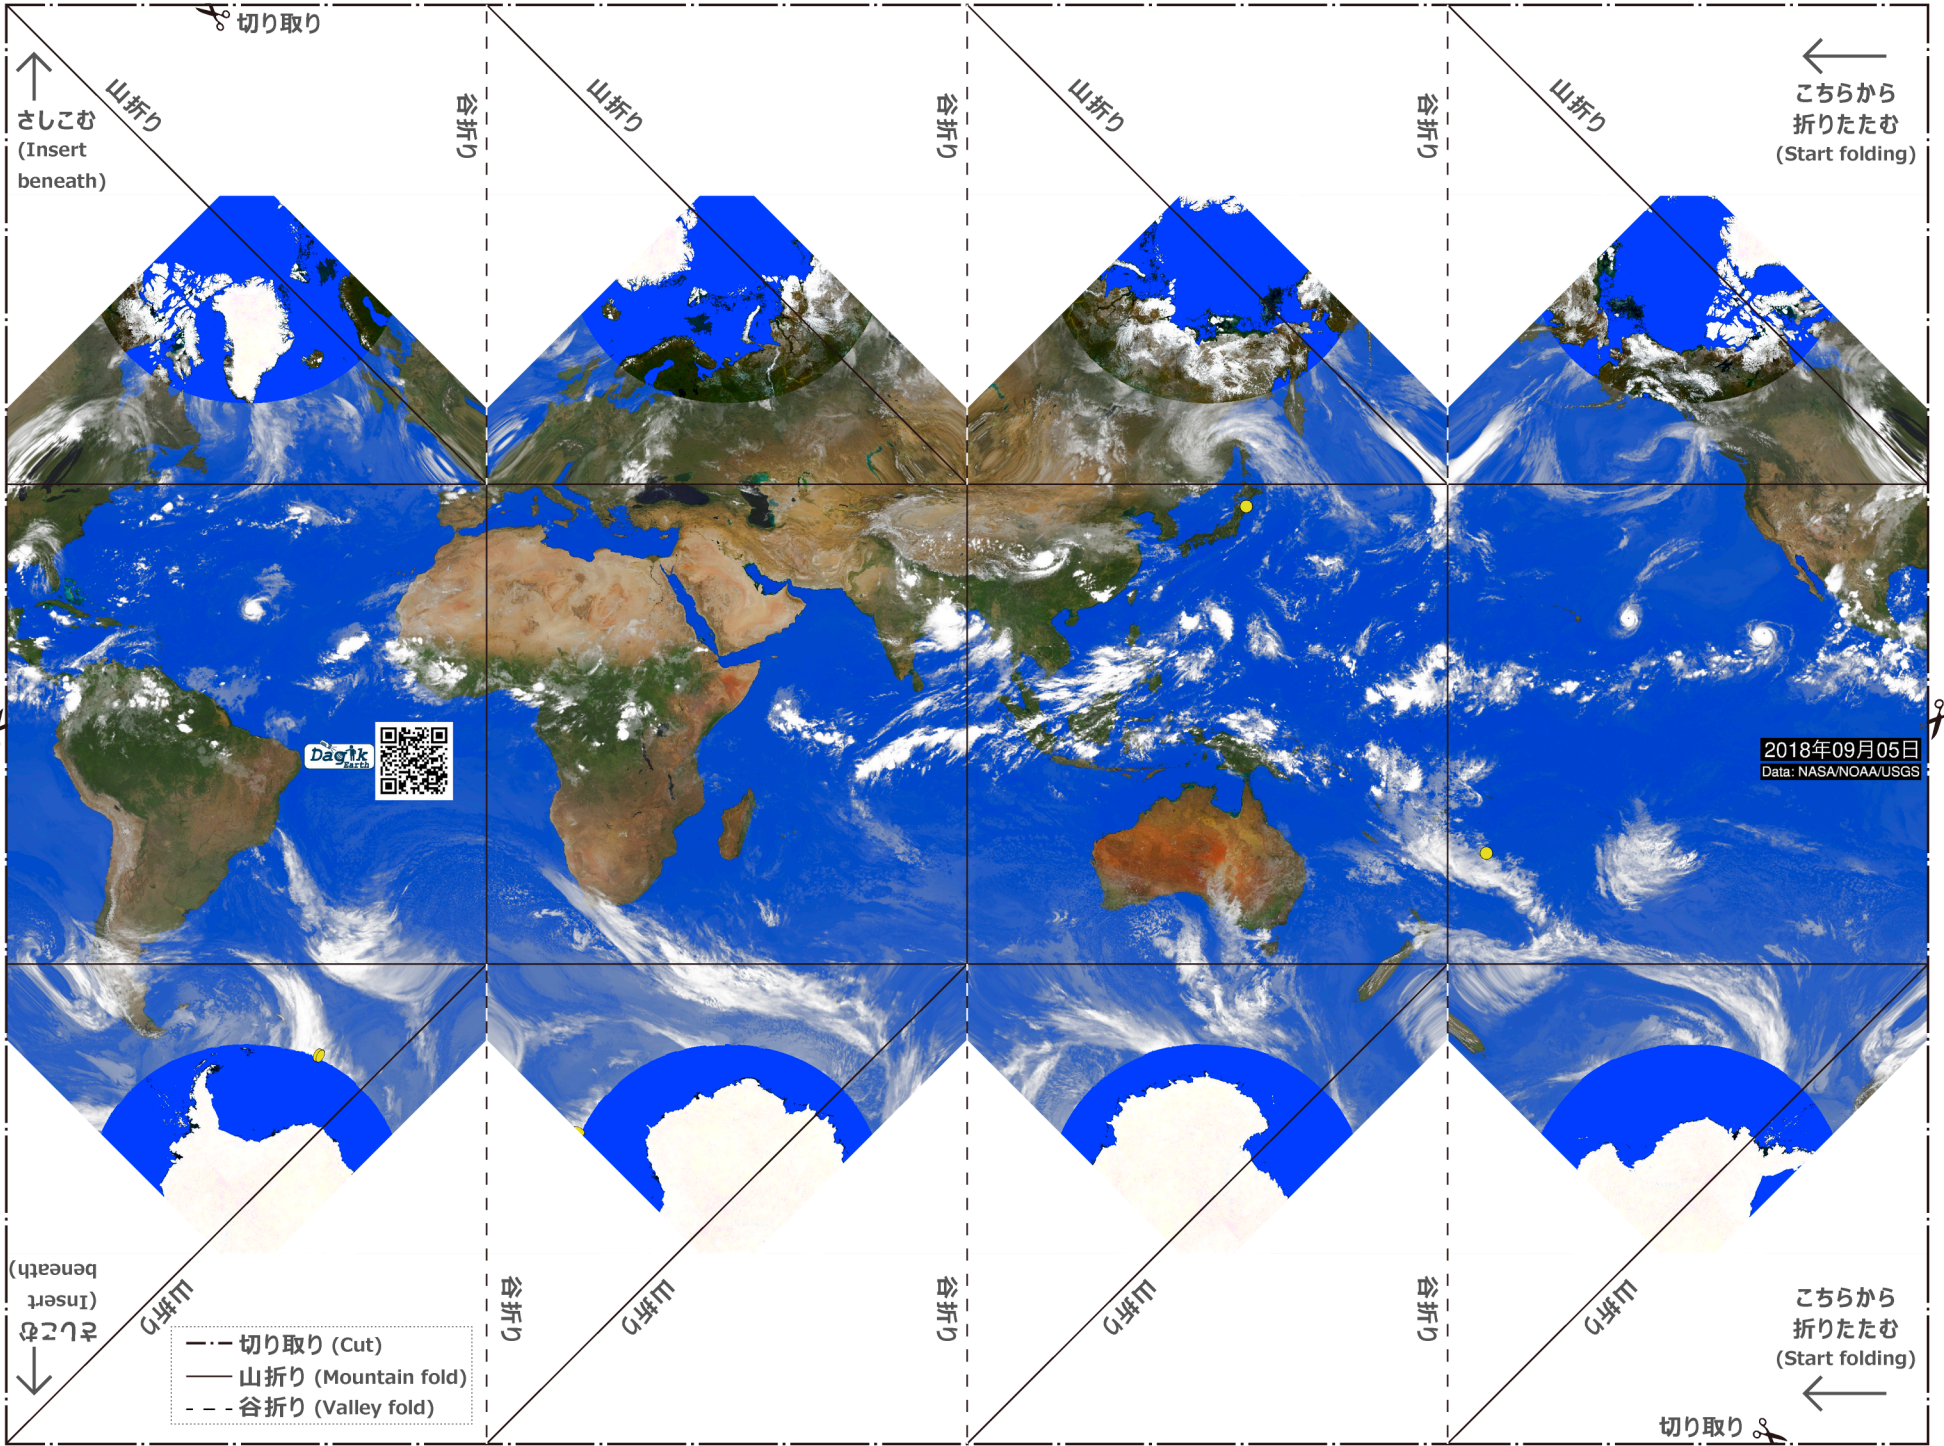 切り取り
山折り
谷折り
山折り
谷折り
山折り
谷折り
山折り
さしこむ
(Insert
beneath)
こちらから
折りたたむ
(Start folding)
Dagik
Earth
2018年09月05日
Data: NASA/NOAA/USGS
さしこむ
(Insert
beneath)
山折り
谷折り
山折り
谷折り
山折り
谷折り
山折り
こちらから
折りたたむ
(Start folding)
切り取り (Cut)
山折り (Mountain fold)
谷折り (Valley fold)
切り取り